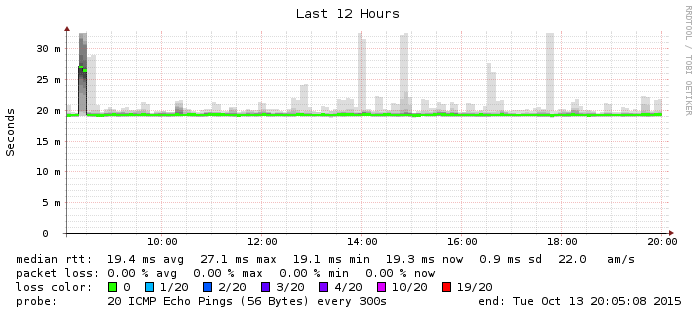 Last 12 Hours
RRDTOOL / TOBI OETIKER
Seconds
30 m
25 m
20 m
15 m
10 m
5 m
0
10:00 12:00 14:00 16:00 18:00 20:00
median rtt: 19.4 ms avg 27.1 ms max 19.1 ms min 19.3 ms now 0.9 ms sd 22.0 am/s
packet loss: 0.00 % avg 0.00 % max 0.00 % min 0.00 % now
loss color: 0 1/20 2/20 3/20 4/20 10/20 19/20
probe: 20 ICMP Echo Pings (56 Bytes) every 300s end: Tue Oct 13 20:05:08 2015